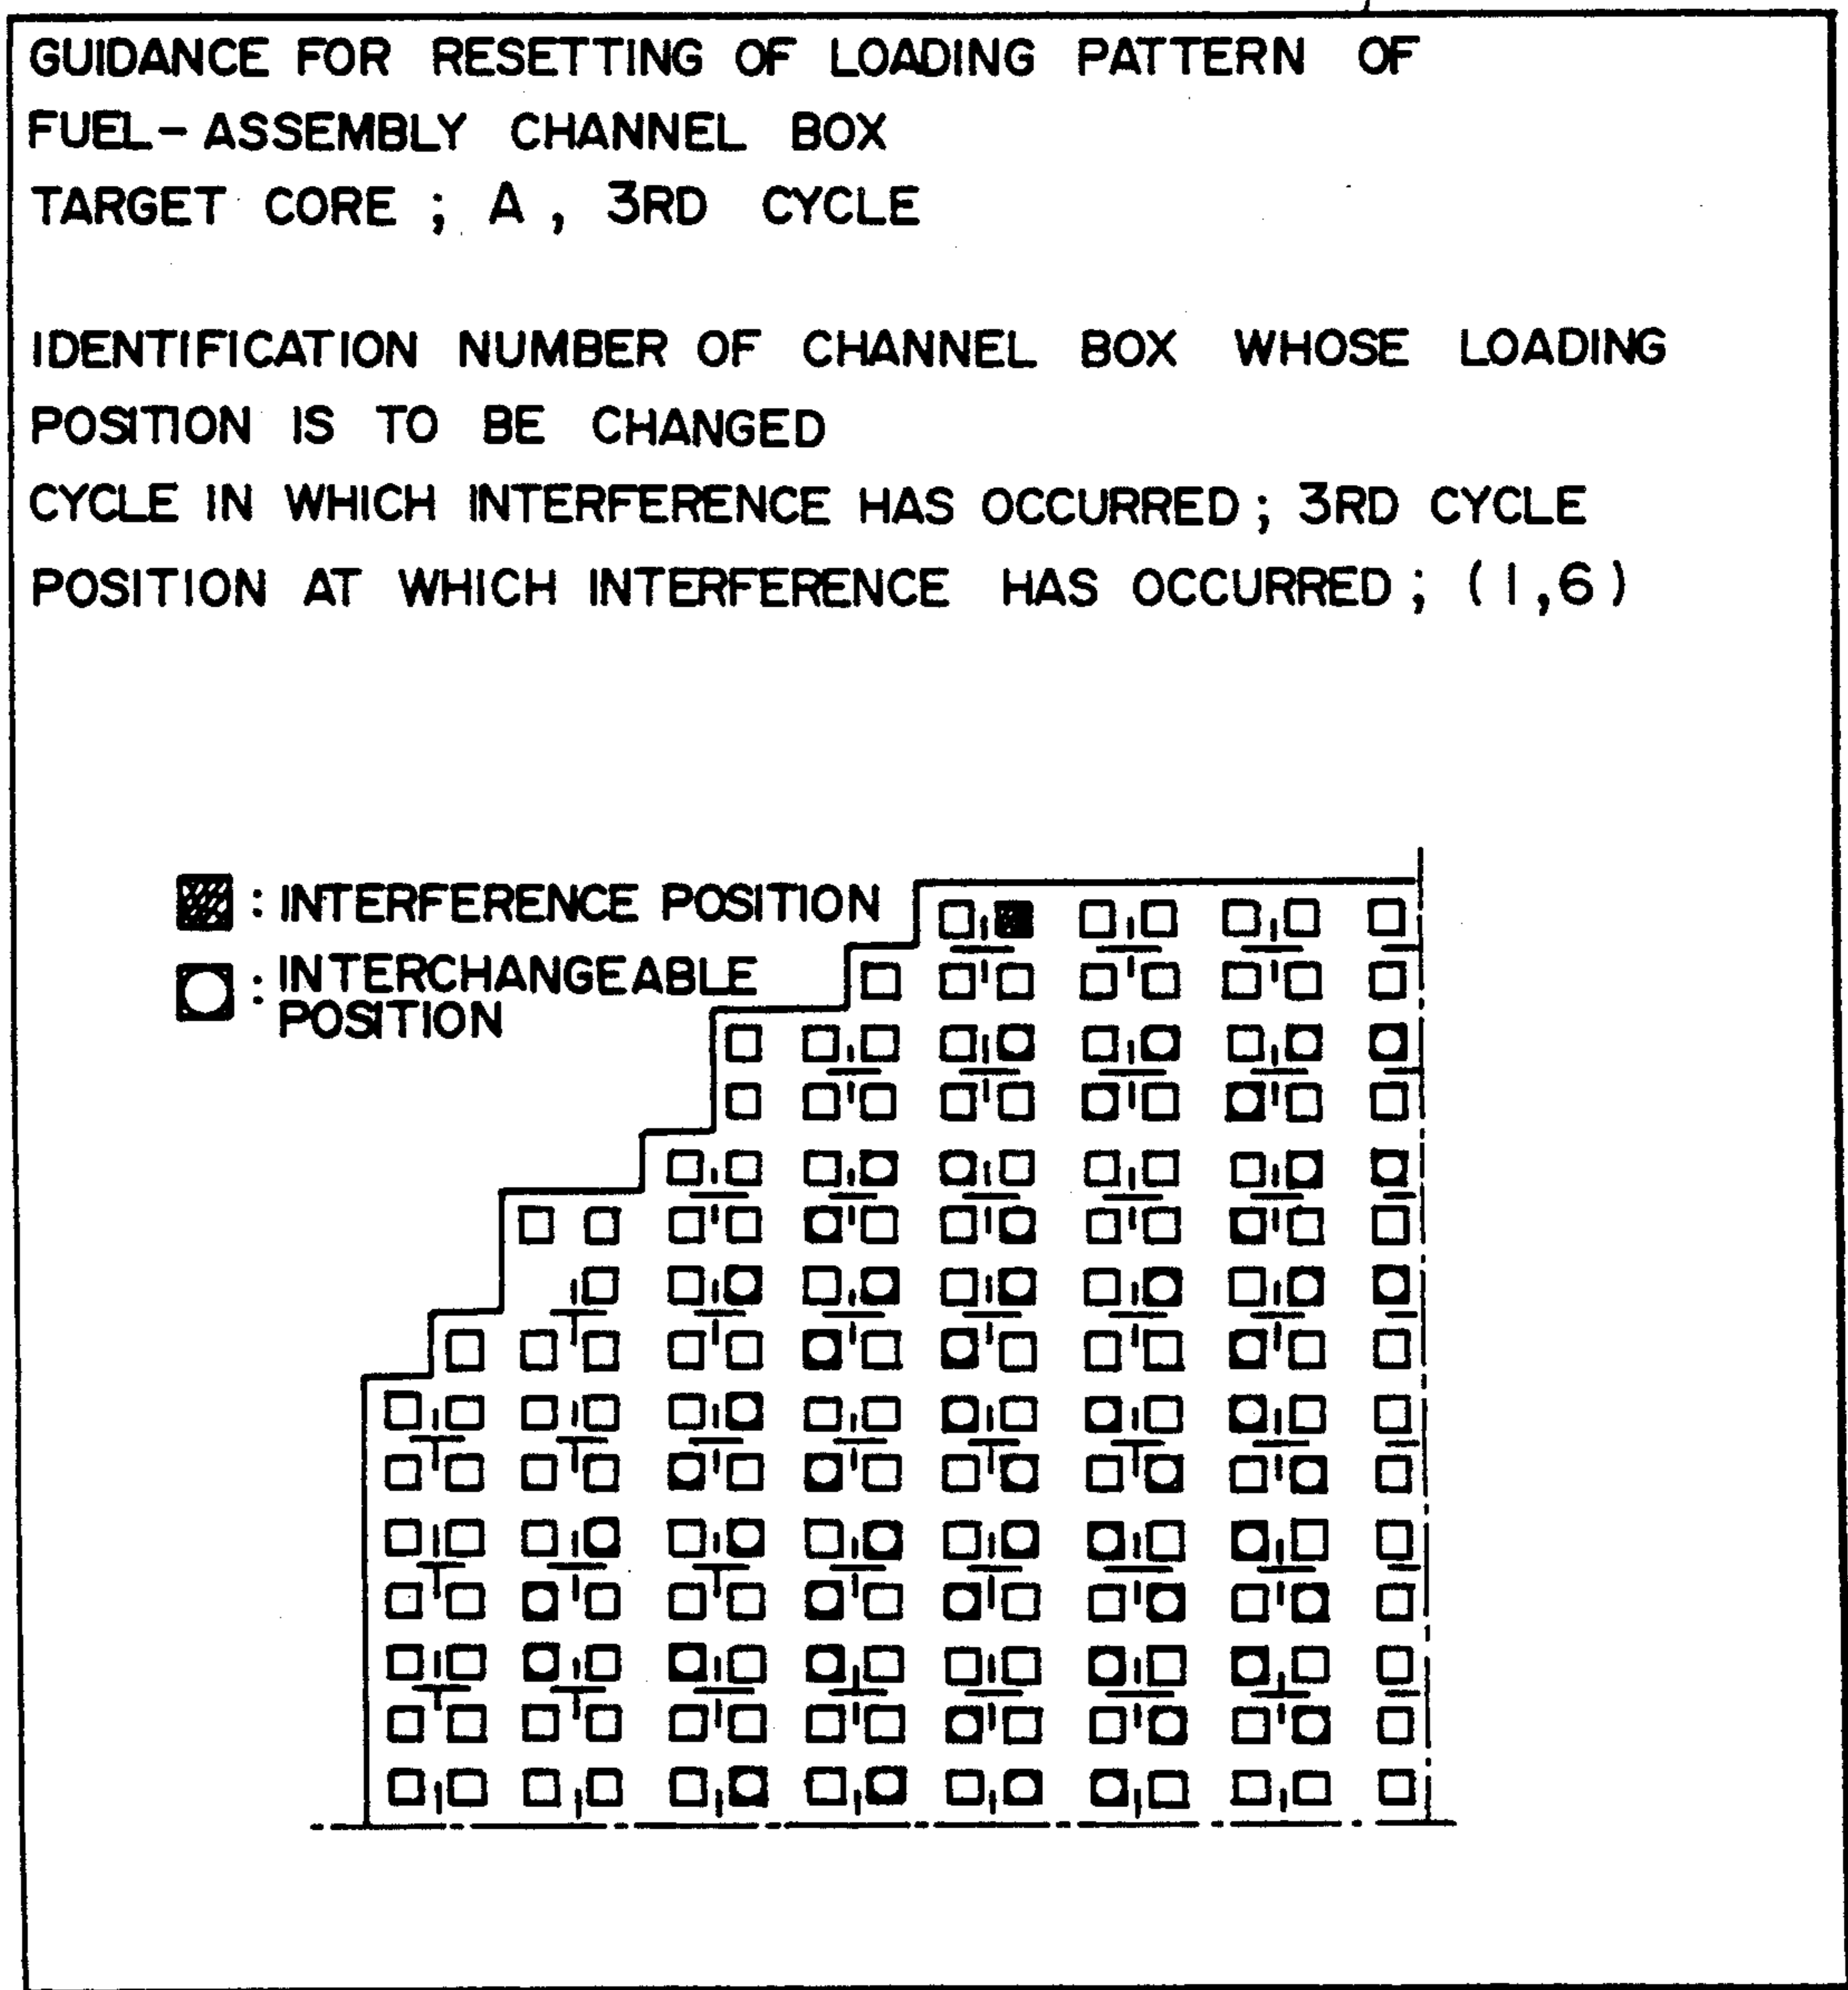 GUIDANCE FOR RESETTING OF LOADING PATTERN OF
FUEL-ASSEMBLY CHANNEL BOX
TARGET CORE ; A , 3RD CYCLE
IDENTIFICATION NUMBER OF CHANNEL BOX WHOSE LOADING
POSITION IS TO BE CHANGED
CYCLE IN WHICH INTERFERENCE HAS OCCURRED ; 3RD CYCLE
POSITION AT WHICH INTERFERENCE HAS OCCURRED ; (1,6)
: INTERFERENCE POSITION
: INTERCHANGEABLE
POSITION